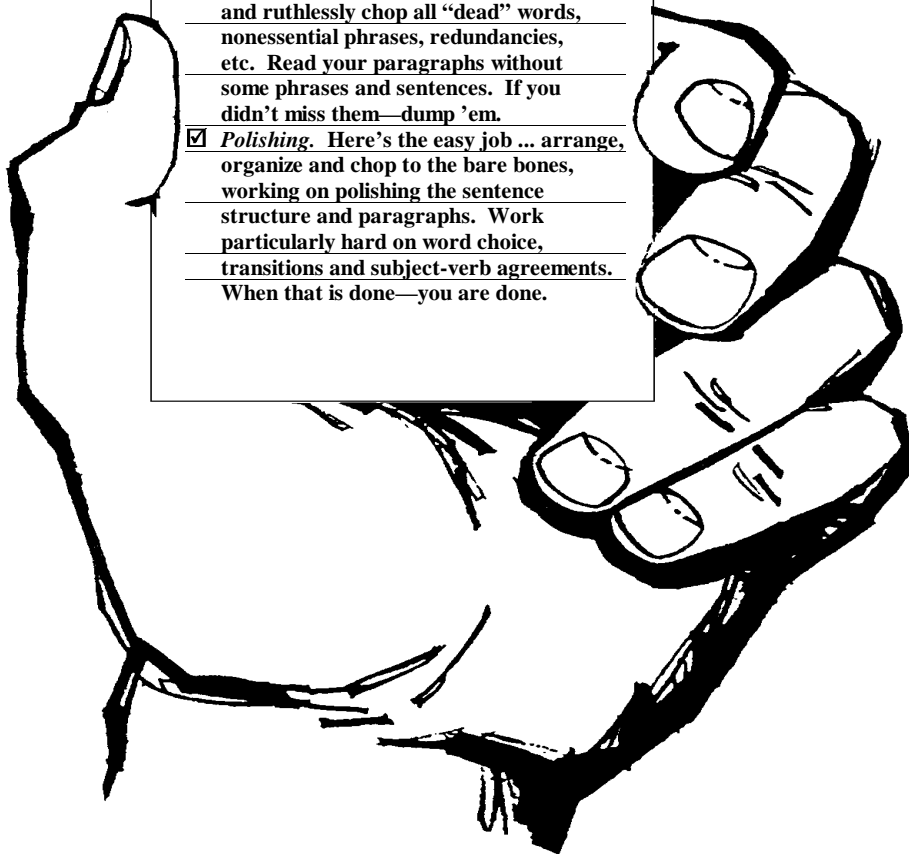 and ruthlessly chop all “dead” words,
nonessential phrases, redundancies,
etc.  Read your paragraphs without
some phrases and sentences.  If you
didn’t miss them—dump ’em.
☑ Polishing.  Here’s the easy job ... arrange,
organize and chop to the bare bones,
working on polishing the sentence
structure and paragraphs.  Work
particularly hard on word choice,
transitions and subject-verb agreements.
When that is done—you are done.